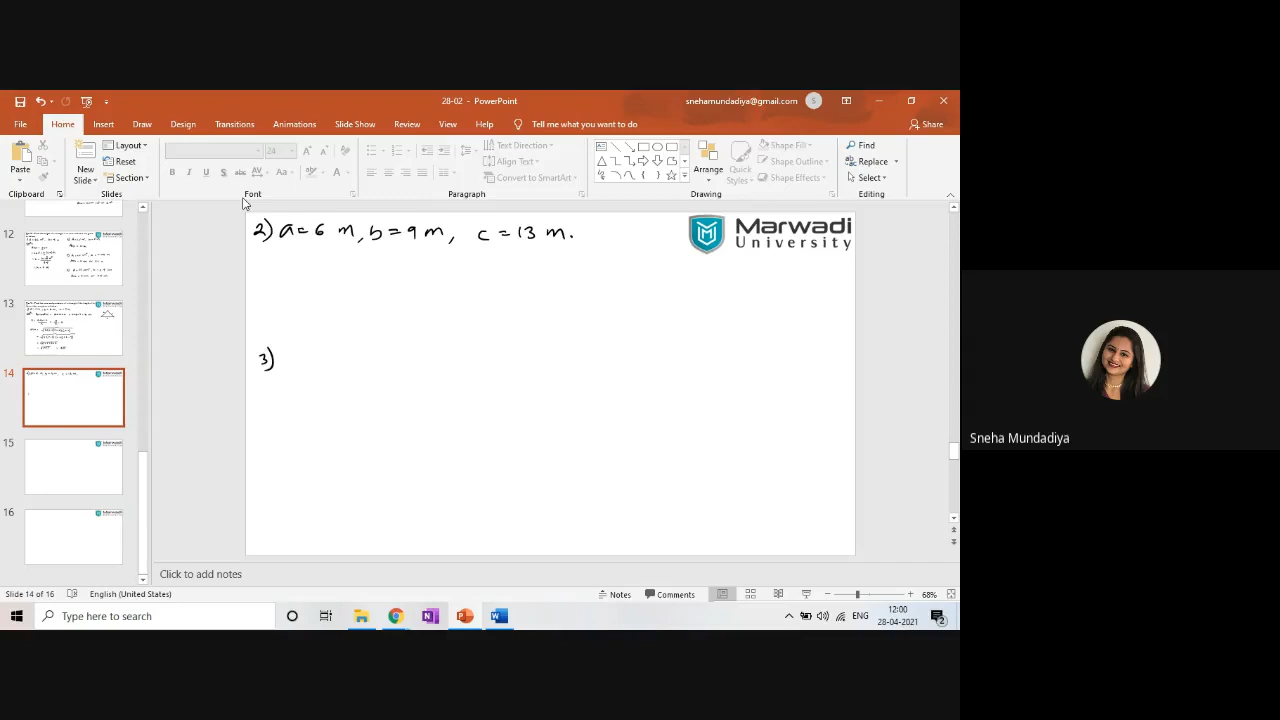 28-02 - PowerPoint
snehamundadiya@gmail.com
S
File Home Insert Draw Design Transitions Animations Slide Show Review View Help Tell me what you want to do
Share
Paste
New Slide
Layout
Reset
Section
24
Text Direction
Align Text
Convert to SmartArt
Arrange
Quick Styles
Shape Fill
Shape Outline
Shape Effects
Find
Replace
Select
Clipboard Slides Font Paragraph Drawing Editing
12
13
14
15
16
2) a = 6 m, b = 9 m, c = 13 m.
Marwadi
University
3)
Click to add notes
Slide 14 of 16 English (United States)
Notes Comments
68%
Type here to search
ENG
12:00
28-04-2021
2
Sneha Mundadiya